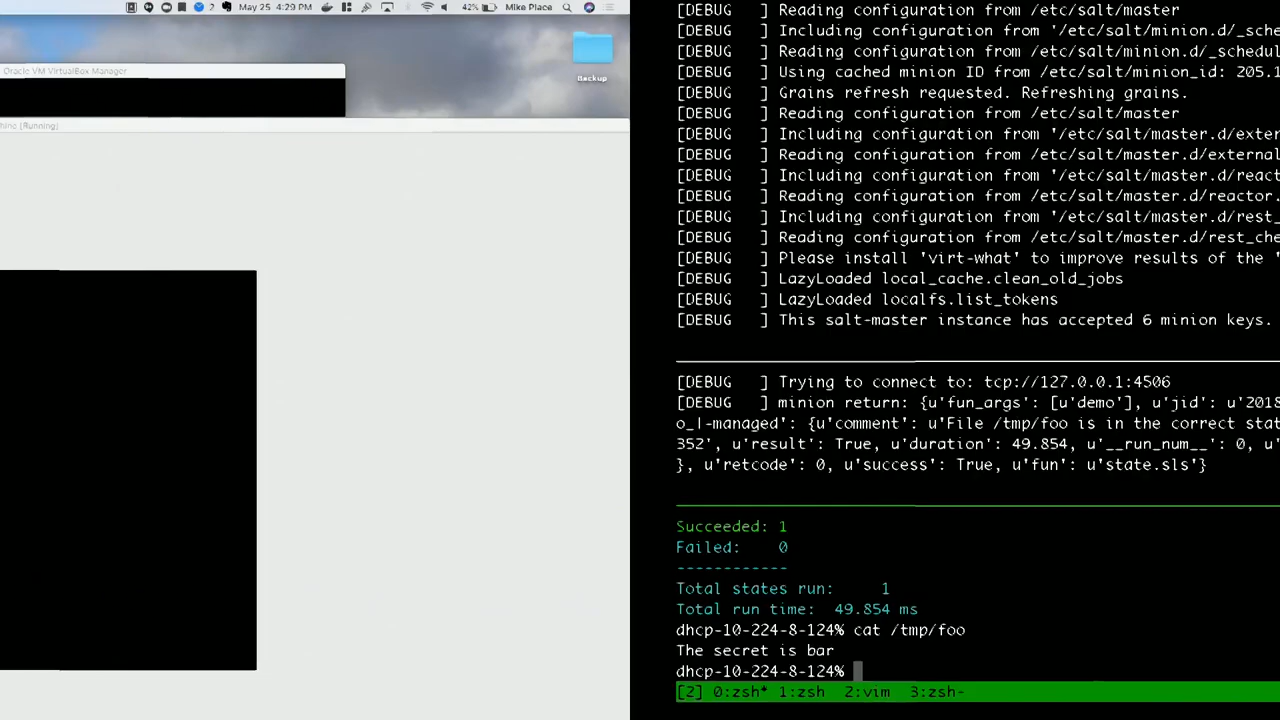 2 May 25 4:29 PM 42% Mike Place
Backup
Oracle VM VirtualBox Manager
hine [Running]
[DEBUG   ] Reading configuration from /etc/salt/master
[DEBUG   ] Including configuration from '/etc/salt/minion.d/_sche
[DEBUG   ] Reading configuration from /etc/salt/minion.d/_schedul
[DEBUG   ] Using cached minion ID from /etc/salt/minion_id: 205.1
[DEBUG   ] Grains refresh requested. Refreshing grains.
[DEBUG   ] Reading configuration from /etc/salt/master
[DEBUG   ] Including configuration from '/etc/salt/master.d/exter
[DEBUG   ] Reading configuration from /etc/salt/master.d/external
[DEBUG   ] Including configuration from '/etc/salt/master.d/react
[DEBUG   ] Reading configuration from /etc/salt/master.d/reactor.
[DEBUG   ] Including configuration from '/etc/salt/master.d/rest_
[DEBUG   ] Reading configuration from /etc/salt/master.d/rest_che
[DEBUG   ] Please install 'virt-what' to improve results of the '
[DEBUG   ] LazyLoaded local_cache.clean_old_jobs
[DEBUG   ] LazyLoaded localfs.list_tokens
[DEBUG   ] This salt-master instance has accepted 6 minion keys.
[DEBUG   ] Trying to connect to: tcp://127.0.0.1:4506
[DEBUG   ] minion return: {u'fun_args': [u'demo'], u'jid': u'2018
o_|-managed': {u'comment': u'File /tmp/foo is in the correct stat
352', u'result': True, u'duration': 49.854, u'__run_num__': 0, u'
}, u'retcode': 0, u'success': True, u'fun': u'state.sls'}
Succeeded: 1
Failed:    0
------------
Total states run:     1
Total run time:  49.854 ms
dhcp-10-224-8-124% cat /tmp/foo
The secret is bar
dhcp-10-224-8-124%
[2] 0:zsh* 1:zsh  2:vim  3:zsh-